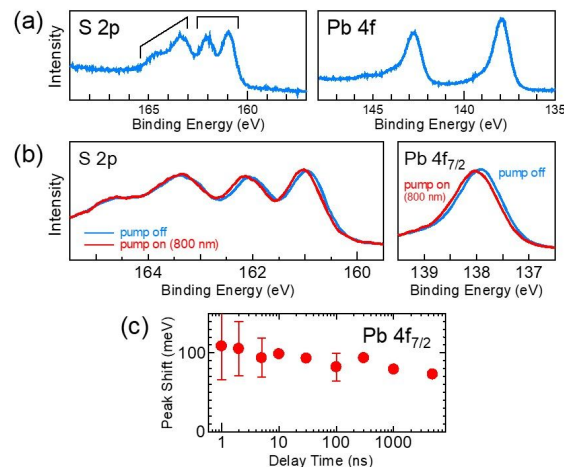 (a)
S 2p
Pb 4f
Intensity
165
160
145
140
135
Binding Energy (eV)
Binding Energy (eV)
(b)
S 2p
Pb 4f7/2
Intensity
pump off
pump on (800 nm)
pump off
pump on
(800 nm)
164
162
160
139
138
137
Binding Energy (eV)
Binding Energy (eV)
(c)
Pb 4f7/2
Peak Shift (meV)
100
0
1
10
100
1000
Delay Time (ns)